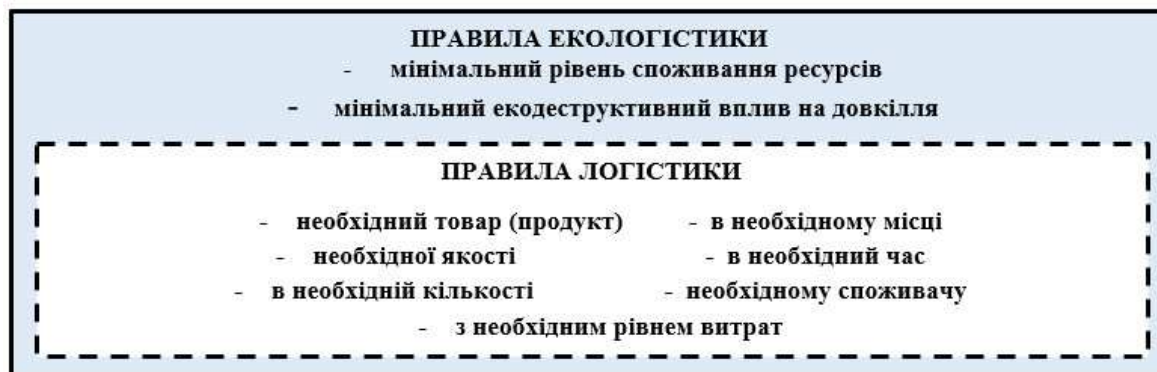 ПРАВИЛА ЕКОЛОГІСТИКИ
- мінімальний рівень споживання ресурсів
- мінімальний екодеструктивний вплив на довкілля
ПРАВИЛА ЛОГІСТИКИ
- необхідний товар (продукт) - в необхідному місці
- необхідної якості - в необхідний час
- в необхідній кількості - необхідному споживачу
- з необхідним рівнем витрат